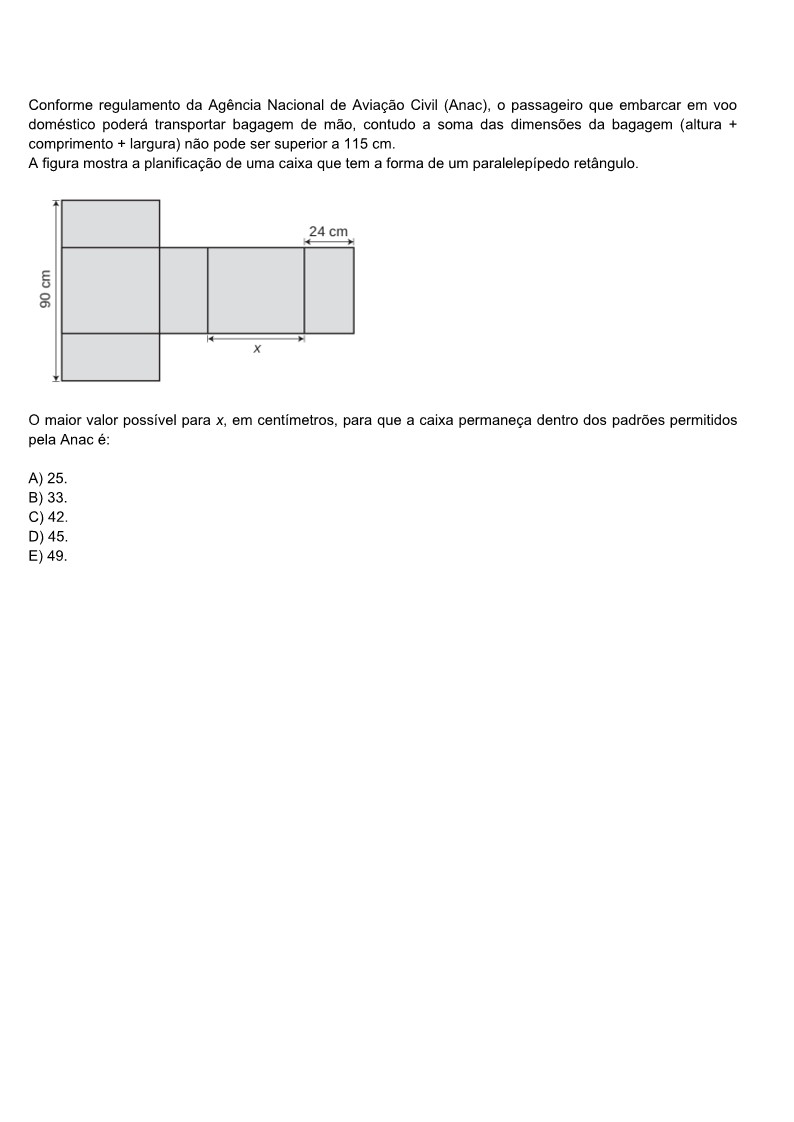 Conforme regulamento da Agência Nacional de Aviação Civil (Anac), o passageiro que embarcar em voo
doméstico poderá transportar bagagem de mão, contudo a soma das dimensões da bagagem (altura +
comprimento + largura) não pode ser superior a 115 cm.
A figura mostra a planificação de uma caixa que tem a forma de um paralelepípedo retângulo.
24 cm
90 cm
x
O maior valor possível para x, em centímetros, para que a caixa permaneça dentro dos padrões permitidos
pela Anac é:
A) 25.
B) 33.
C) 42.
D) 45.
E) 49.